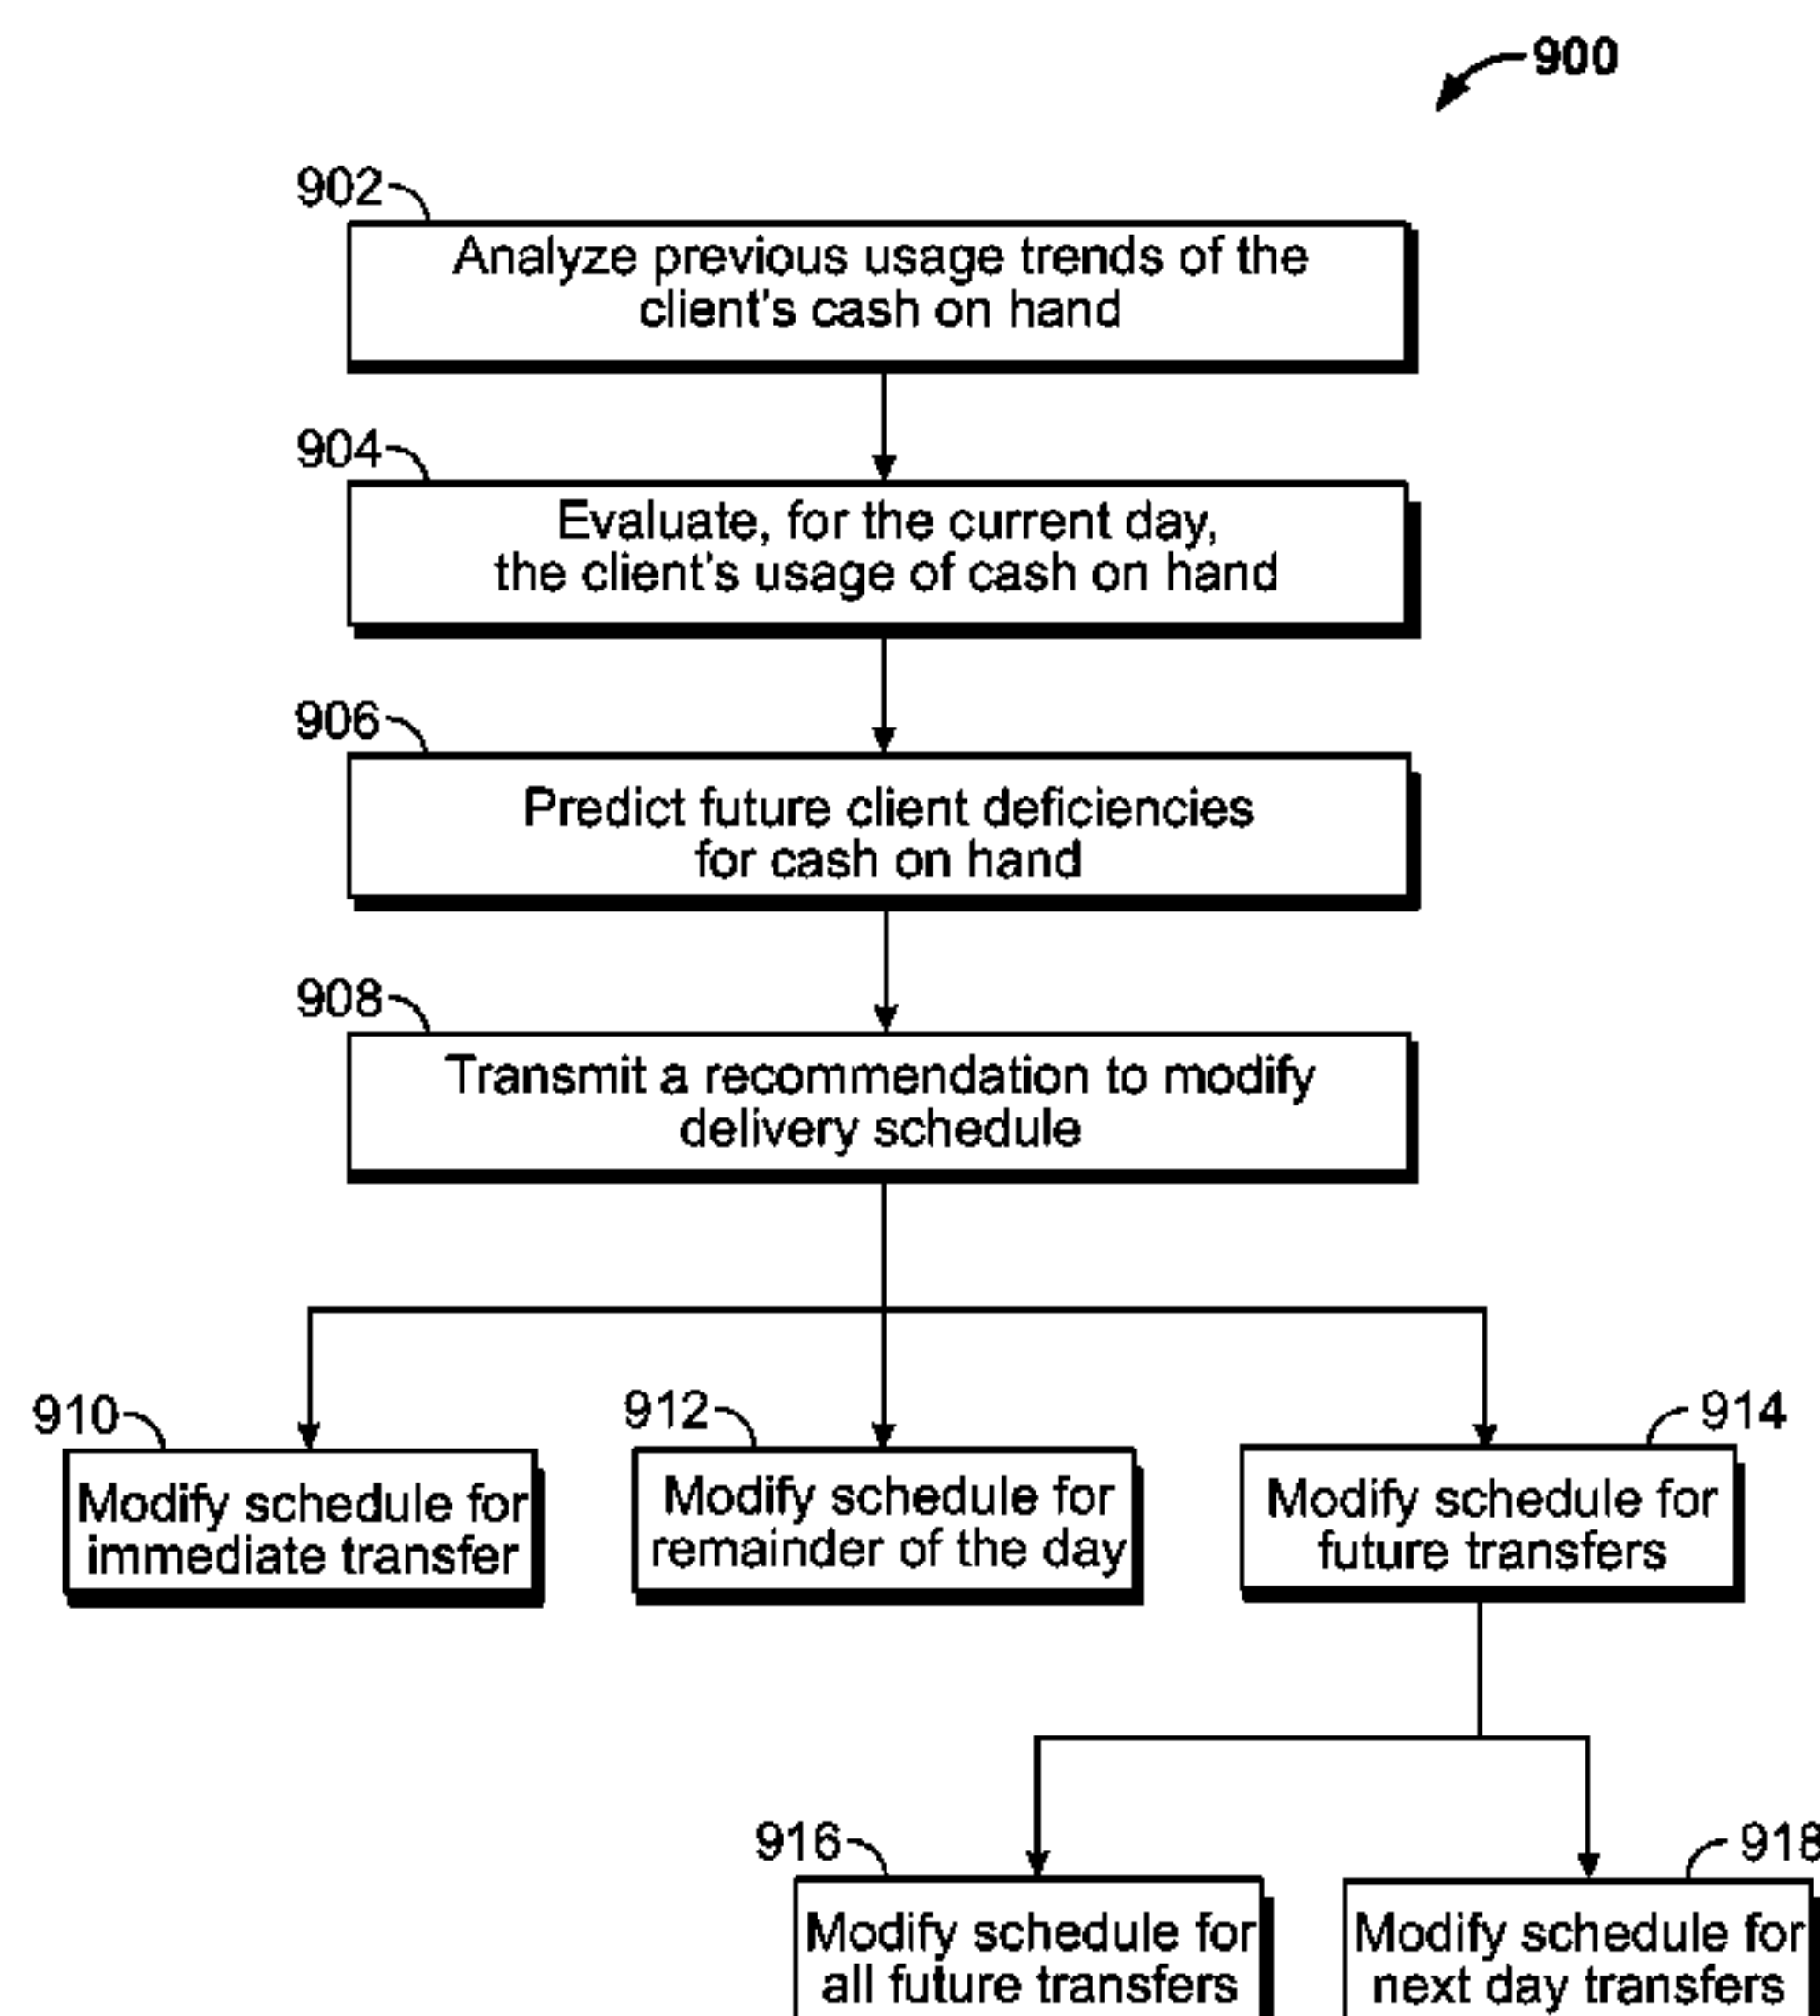 900
902
Analyze previous usage trends of the
client's cash on hand
904
Evaluate, for the current day,
the client's usage of cash on hand
906
Predict future client deficiencies
for cash on hand
908
Transmit a recommendation to modify
delivery schedule
910
Modify schedule for
immediate transfer
912
Modify schedule for
remainder of the day
914
Modify schedule for
future transfers
916
Modify schedule for
all future transfers
918
Modify schedule for
next day transfers